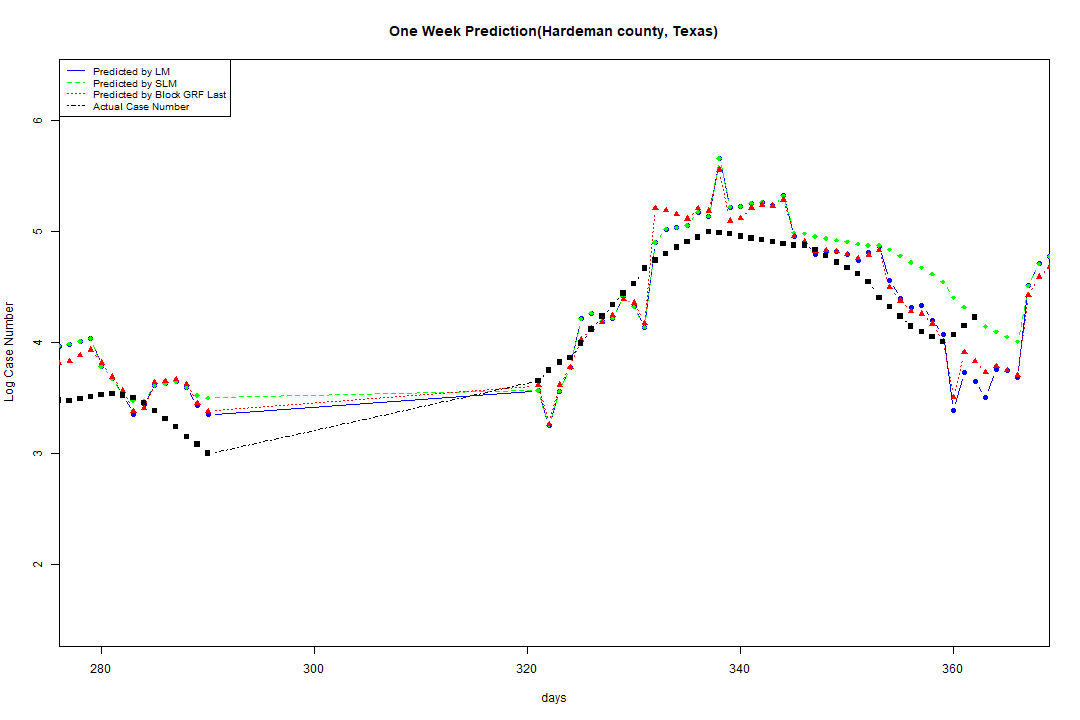 One Week Prediction(Hardeman county, Texas)
Predicted by LM
Predicted by SLM
Predicted by Block GRF Last
Actual Case Number
6
5
4
3
2
Log Case Number
280 300 320 340 360
days